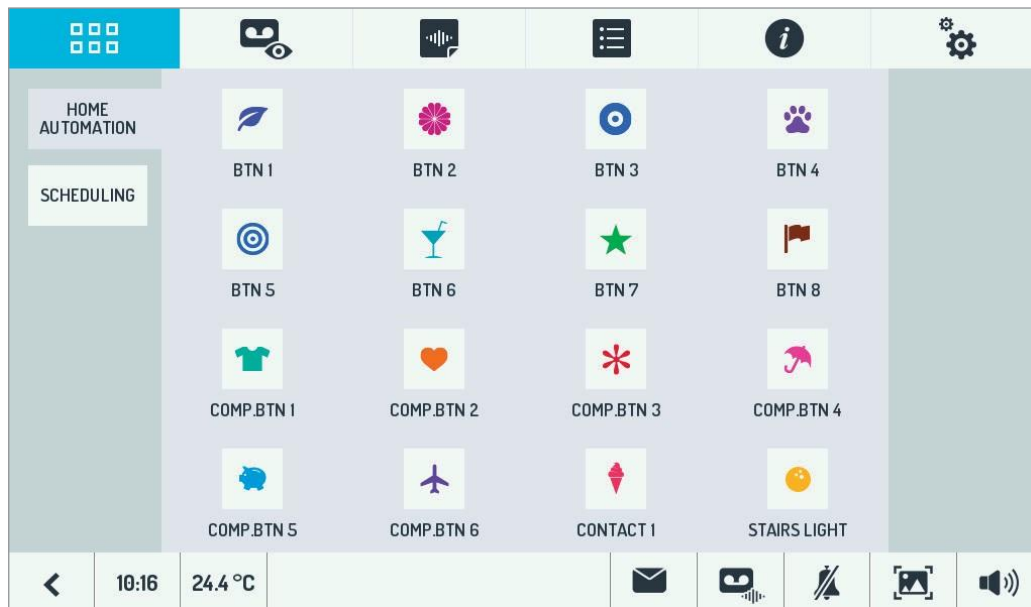 HOME
AUTOMATION
SCHEDULING
BTN 1
BTN 2
BTN 3
BTN 4
BTN 5
BTN 6
BTN 7
BTN 8
COMP.BTN 1
COMP.BTN 2
COMP.BTN 3
COMP.BTN 4
COMP.BTN 5
COMP.BTN 6
CONTACT 1
STAIRS LIGHT
10:16
24.4 °C